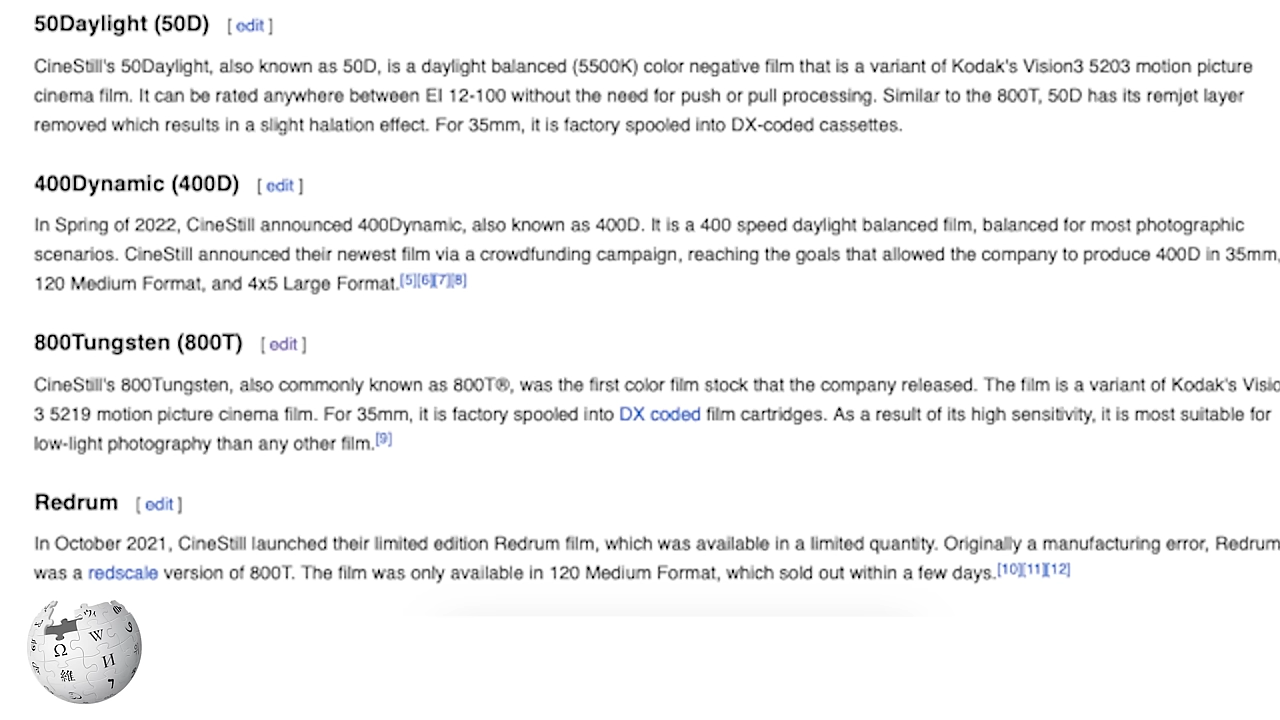 50Daylight (50D) [ edit ]
CineStill's 50Daylight, also known as 50D, is a daylight balanced (5500K) color negative film that is a variant of Kodak's Vision3 5203 motion picture
cinema film. It can be rated anywhere between EI 12-100 without the need for push or pull processing. Similar to the 800T, 50D has its remjet layer
removed which results in a slight halation effect. For 35mm, it is factory spooled into DX-coded cassettes.
400Dynamic (400D) [ edit ]
In Spring of 2022, CineStill announced 400Dynamic, also known as 400D. It is a 400 speed daylight balanced film, balanced for most photographic
scenarios. CineStill announced their newest film via a crowdfunding campaign, reaching the goals that allowed the company to produce 400D in 35mm,
120 Medium Format, and 4x5 Large Format.[5][6][7][8]
800Tungsten (800T) [ edit ]
CineStill's 800Tungsten, also commonly known as 800T®, was the first color film stock that the company released. The film is a variant of Kodak's Visio
3 5219 motion picture cinema film. For 35mm, it is factory spooled into DX coded film cartridges. As a result of its high sensitivity, it is most suitable for
low-light photography than any other film.[9]
Redrum [ edit ]
In October 2021, CineStill launched their limited edition Redrum film, which was available in a limited quantity. Originally a manufacturing error, Redrum
was a redscale version of 800T. The film was only available in 120 Medium Format, which sold out within a few days.[10][11][12]
W
Ω
И
維
7